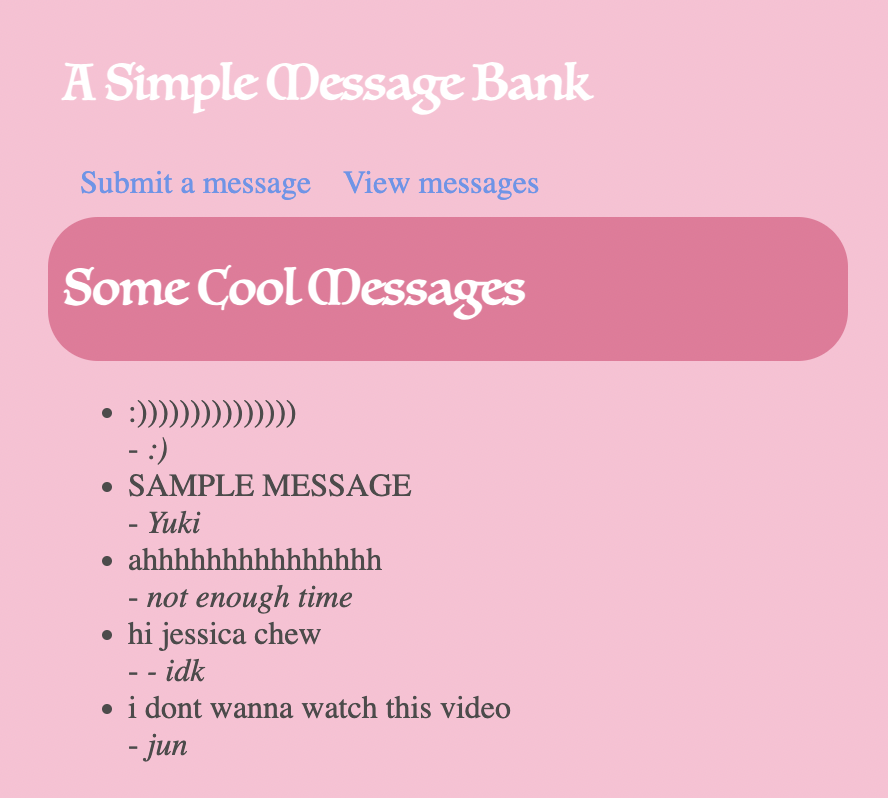 A Simple Message Bank
Submit a message View messages
Some Cool Messages
:)))))))))))))))
- :)
SAMPLE MESSAGE
- Yuki
ahhhhhhhhhhhhhhh
- not enough time
hi jessica chew
- - idk
i dont wanna watch this video
- jun